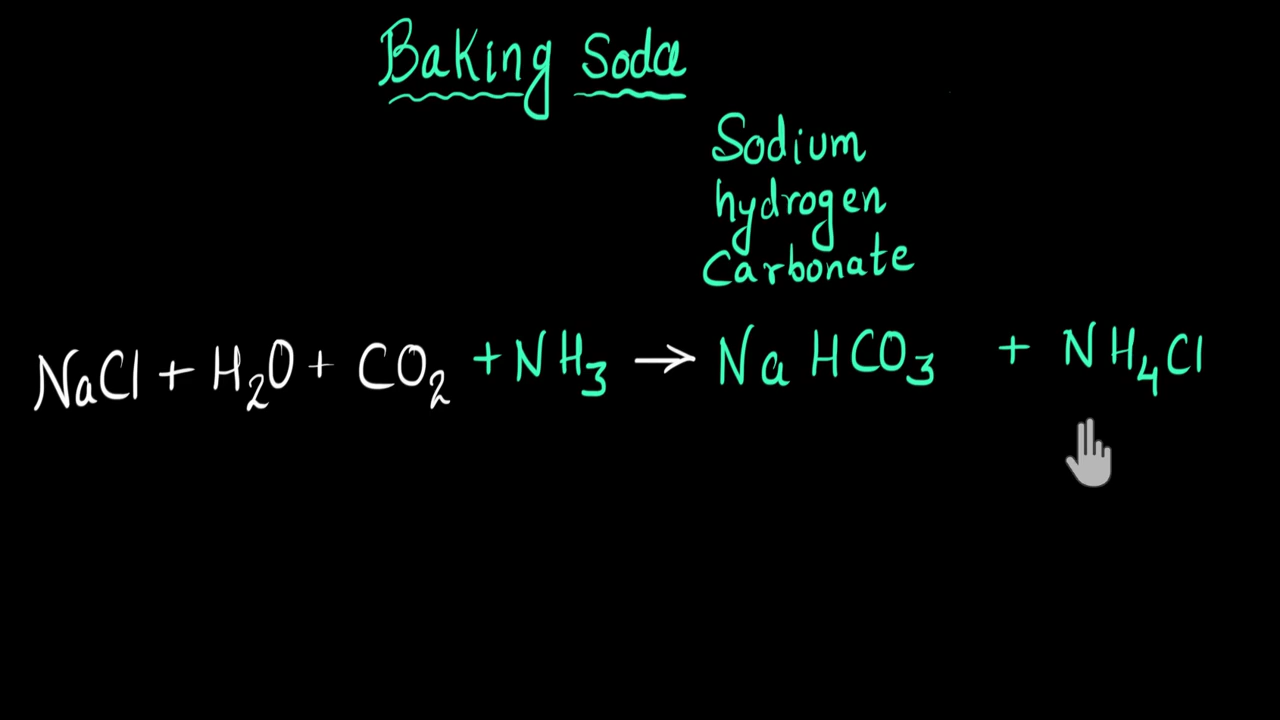 Baking Soda
Sodium
hydrogen
Carbonate
NaCl + H₂O + CO₂ + NH₃ → NaHCO₃ + NH₄Cl